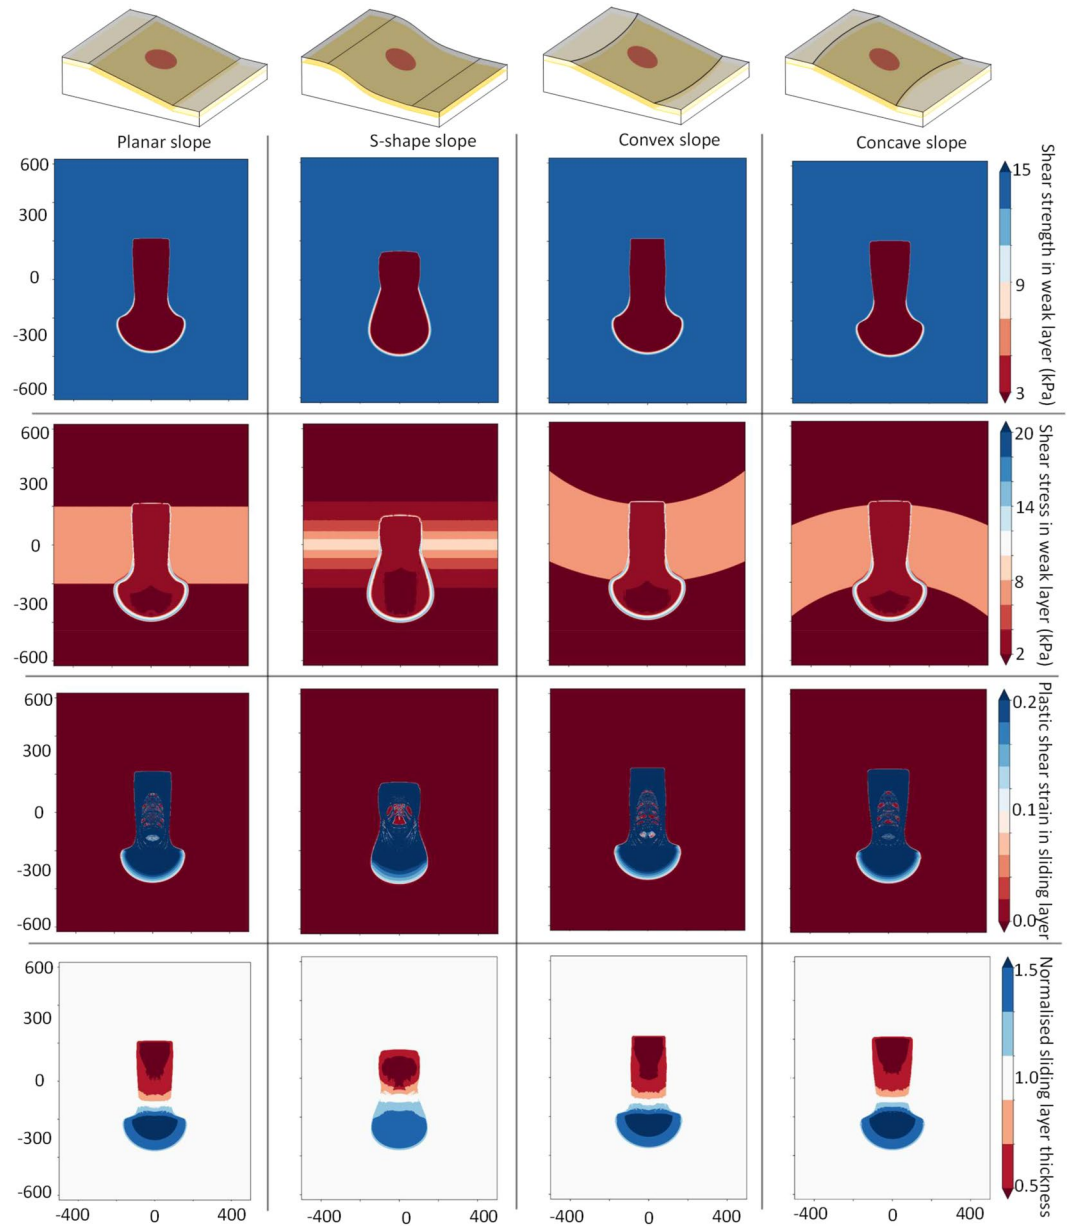 Planar slope
S-shape slope
Convex slope
Concave slope
600
300
0
-300
-600
15
9
3
Shear strength in weak layer (kPa)
600
300
0
-300
-600
20
14
8
2
Shear stress in weak layer (kPa)
600
300
0
-300
-600
0.2
0.1
0.0
Plastic shear strain in sliding layer
600
300
0
-300
-600
1.5
1.0
0.5
Normalised sliding layer thickness
-400 0 400
-400 0 400
-400 0 400
-400 0 400